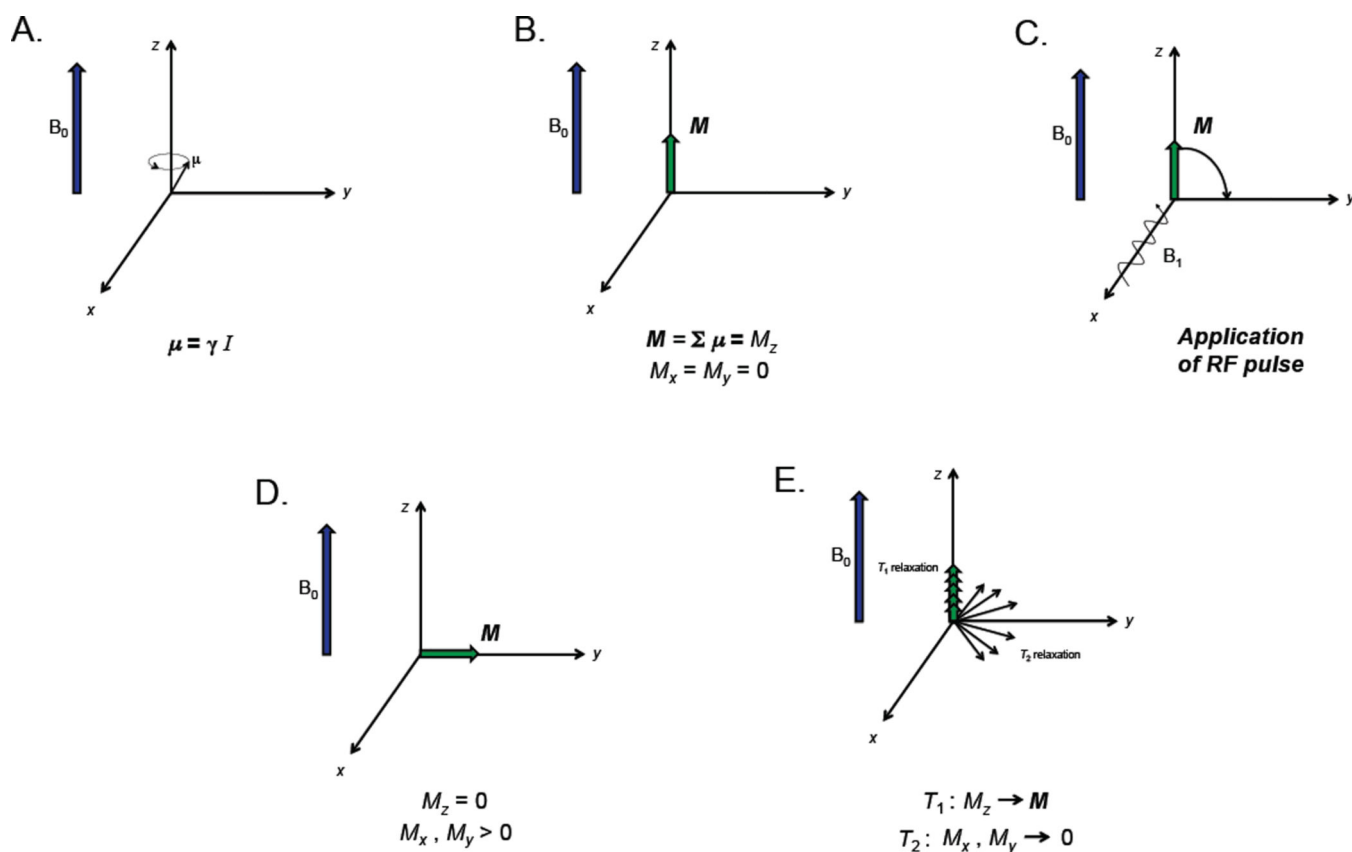 A.
z
B₀
μ
y
x
μ = γ I
B.
z
B₀
M
y
x
M = Σ μ = Mz
Mx = My = 0
C.
z
B₀
M
y
B₁
x
Application
of RF pulse
D.
z
B₀
M
y
x
Mz = 0
Mx , My > 0
E.
z
B₀
T₁ relaxation
y
T₂ relaxation
x
T₁ : Mz → M
T₂ : Mx , My → 0